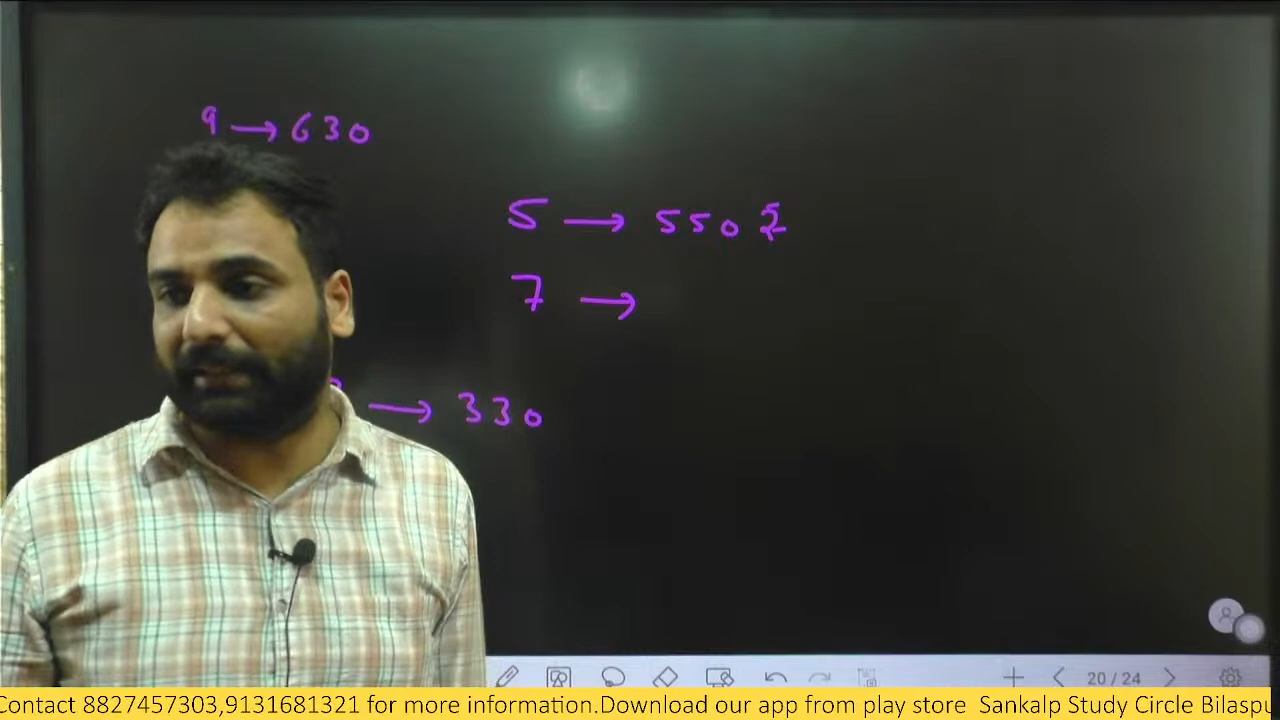 9 → 630
5 → 550 ₹
7 →
→ 330
20/24
Contact 8827457303,9131681321 for more information.Download our app from play store Sankalp Study Circle Bilaspu